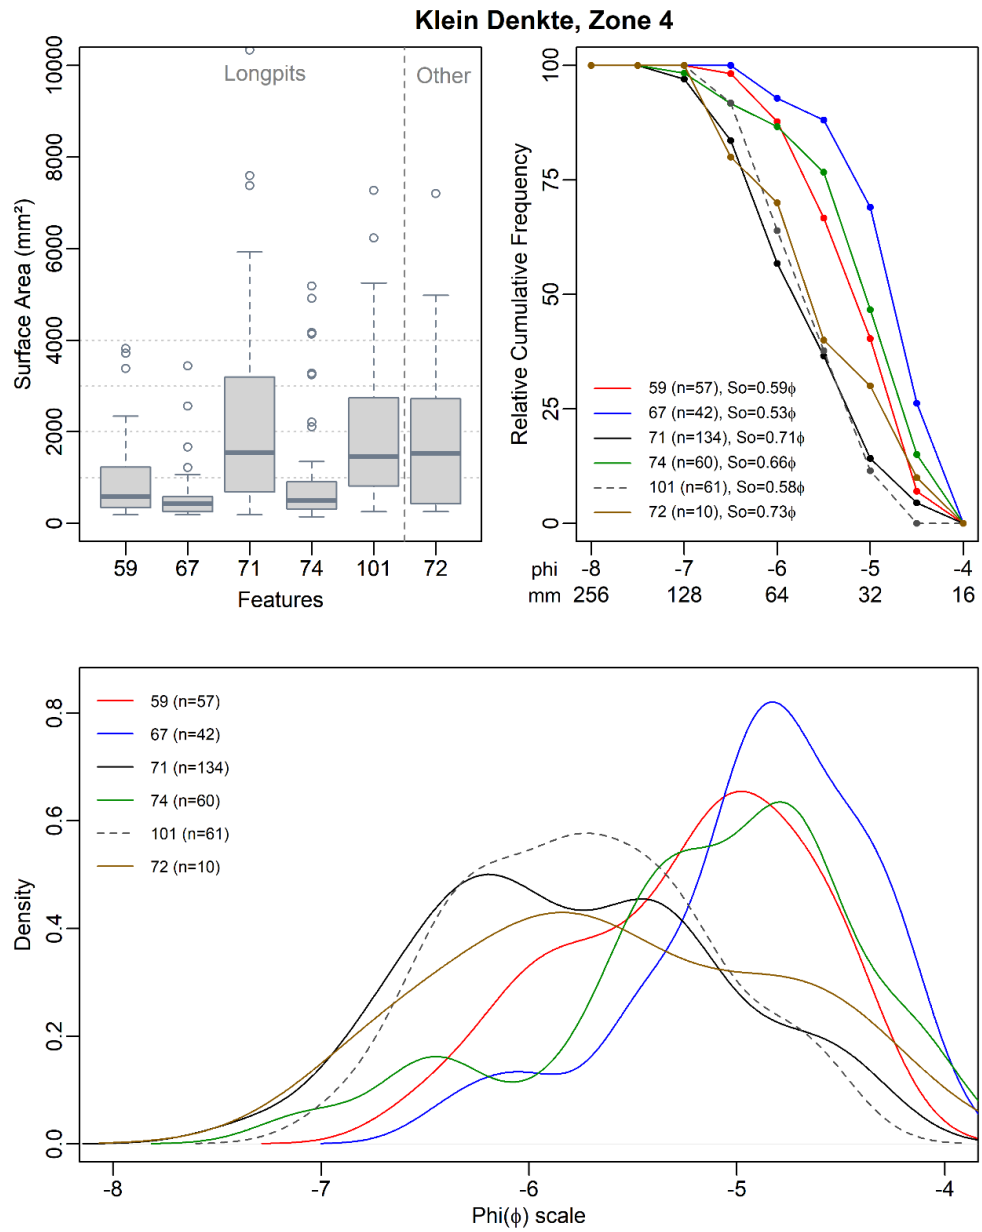 Klein Denkte, Zone 4
Longpits
Other
Surface Area (mm²)
0
2000
4000
6000
8000
10000
59
67
71
74
101
72
Features
Relative Cumulative Frequency
0
25
50
75
100
59 (n=57), So=0.59ϕ
67 (n=42), So=0.53ϕ
71 (n=134), So=0.71ϕ
74 (n=60), So=0.66ϕ
101 (n=61), So=0.58ϕ
72 (n=10), So=0.73ϕ
phi -8 -7 -6 -5 -4
mm 256 128 64 32 16
Density
0.0
0.2
0.4
0.6
0.8
59 (n=57)
67 (n=42)
71 (n=134)
74 (n=60)
101 (n=61)
72 (n=10)
-8 -7 -6 -5 -4
Phi(ϕ) scale